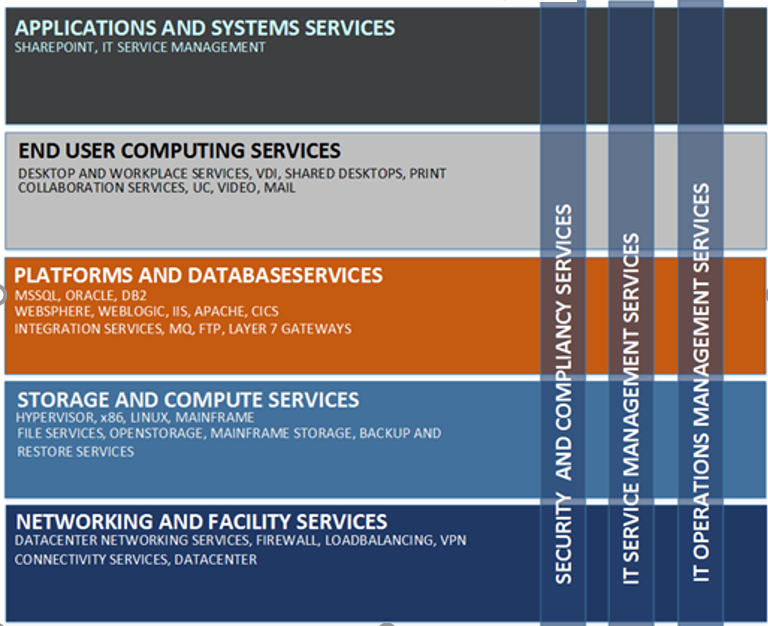 APPLICATIONS AND SYSTEMS SERVICES
SHAREPOINT, IT SERVICE MANAGEMENT
END USER COMPUTING SERVICES
DESKTOP AND WORKPLACE SERVICES, VDI, SHARED DESKTOPS, PRINT
COLLABORATION SERVICES, UC, VIDEO, MAIL
PLATFORMS AND DATABASESERVICES
MSSQL, ORACLE, DB2
WEBSPHERE, WEBLOGIC, IIS, APACHE, CICS
INTEGRATION SERVICES, MQ, FTP, LAYER 7 GATEWAYS
STORAGE AND COMPUTE SERVICES
HYPERVISOR, x86, LINUX, MAINFRAME
FILE SERVICES, OPENSTORAGE, MAINFRAME STORAGE, BACKUP AND
RESTORE SERVICES
NETWORKING AND FACILITY SERVICES
DATACENTER NETWORKING SERVICES, FIREWALL, LOADBALANCING, VPN
CONNECTIVITY SERVICES, DATACENTER
SECURITY AND COMPLIANCY SERVICES
IT SERVICE MANAGEMENT SERVICES
IT OPERATIONS MANAGEMENT SERVICES